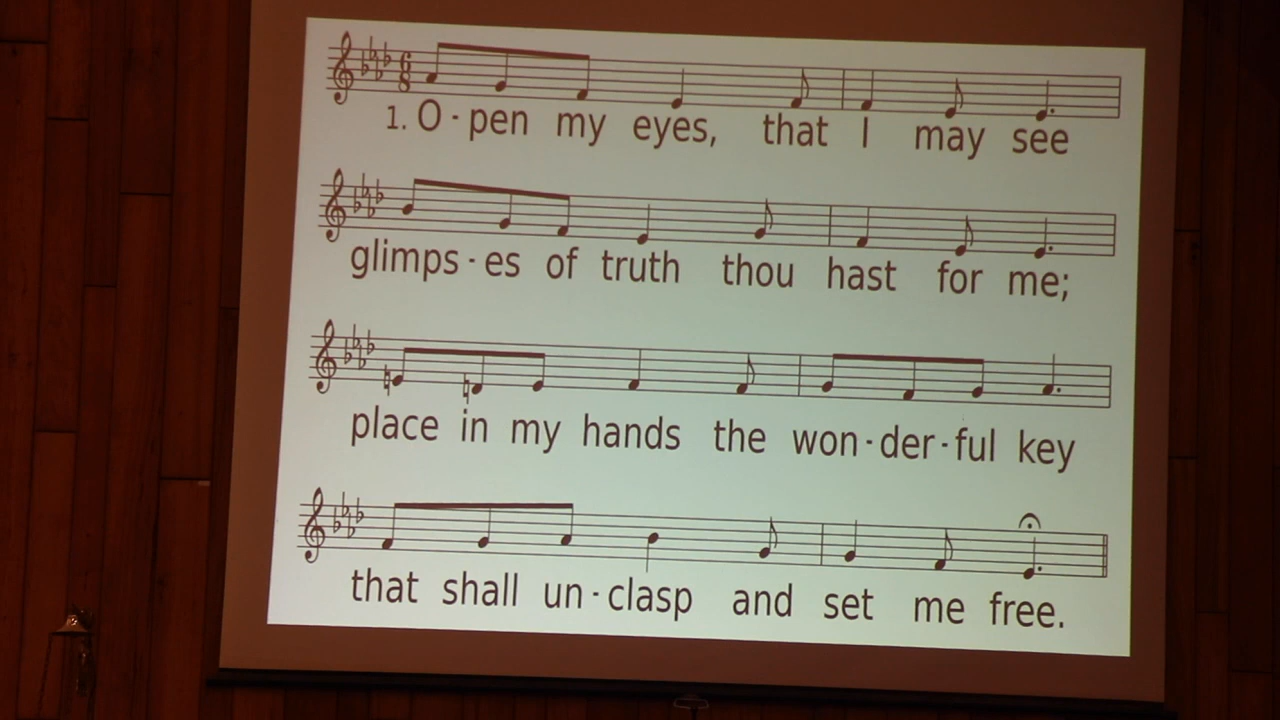 1. O - pen my eyes, that I may see
glimps - es of truth thou hast for me;
place in my hands the won - der - ful key
that shall un - clasp and set me free.